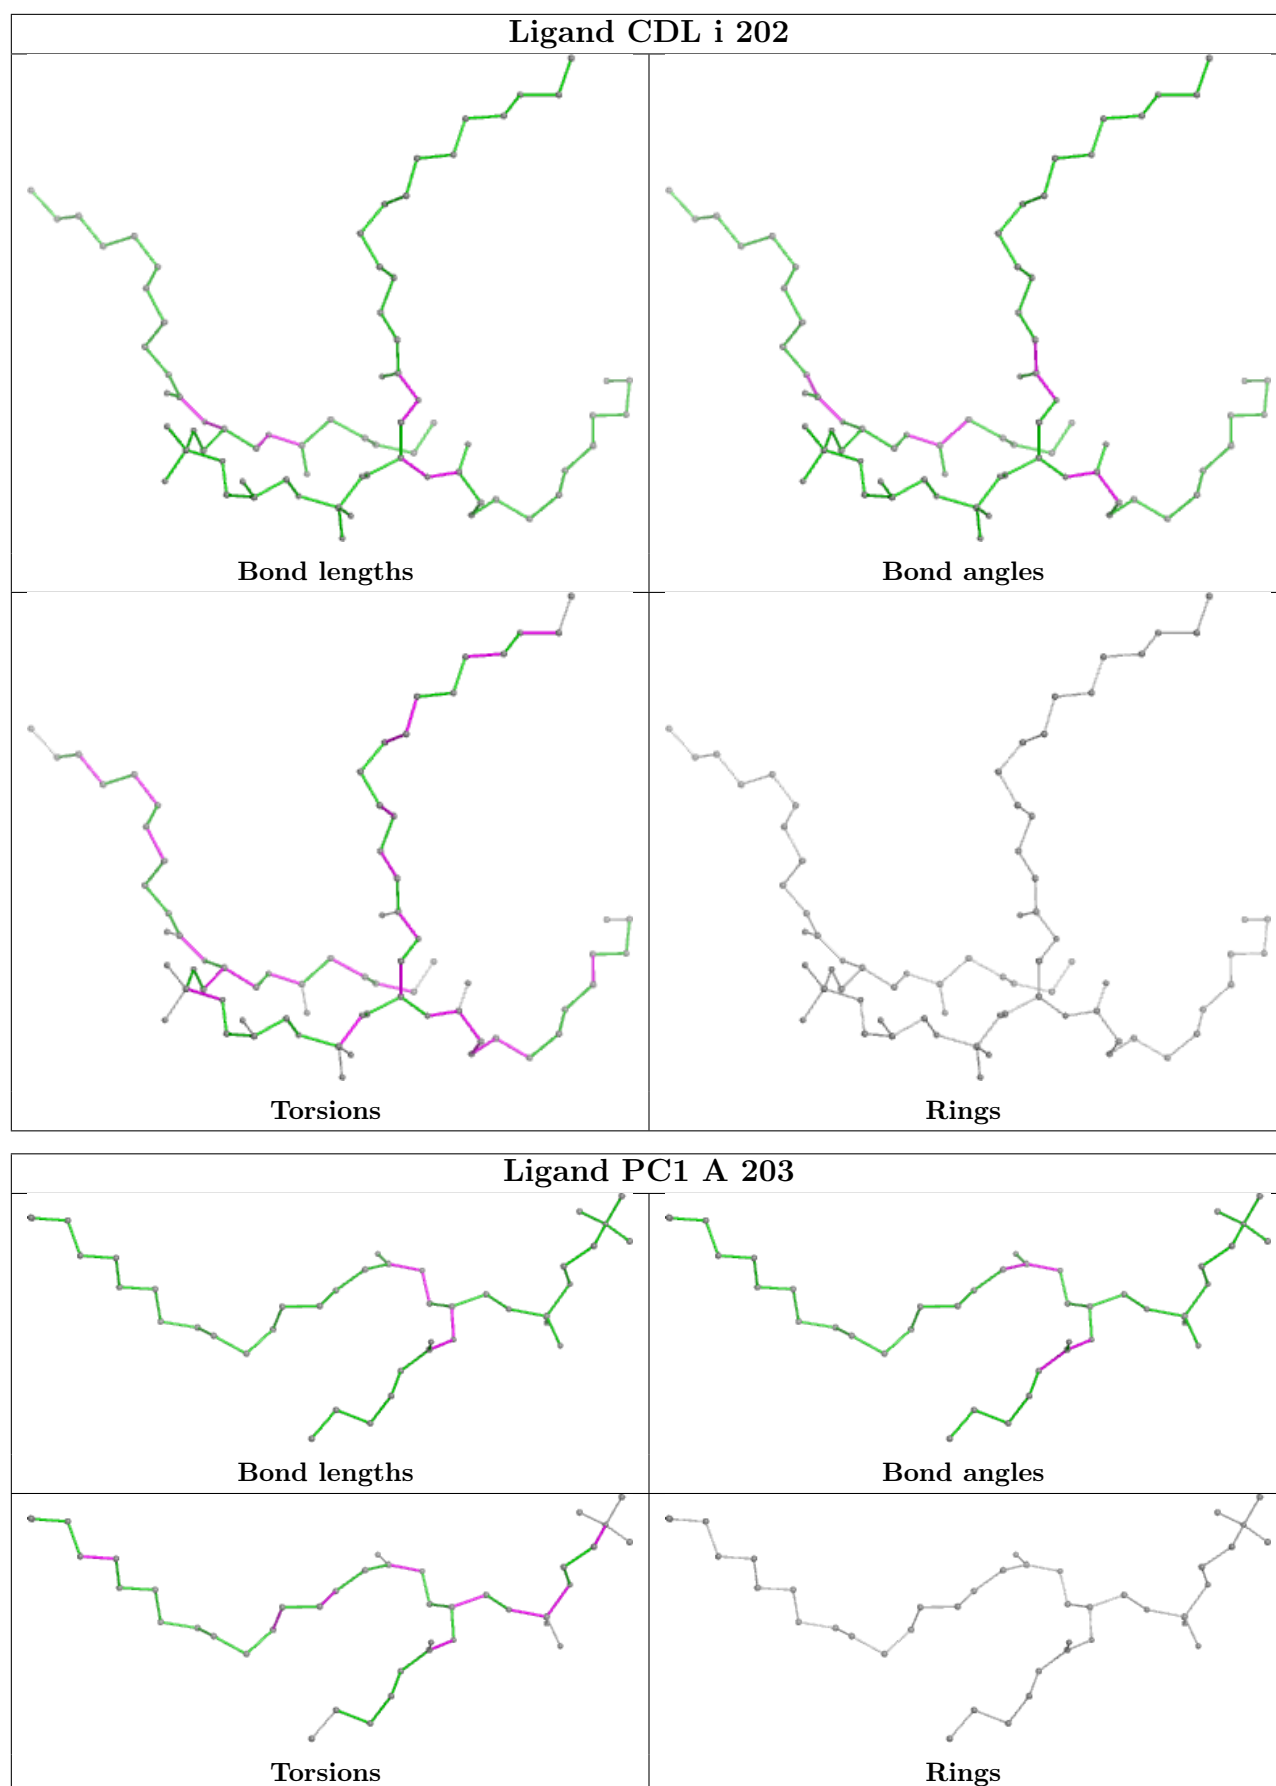 Ligand CDL i 202
Bond lengths
Bond angles
Torsions
Rings
Ligand PC1 A 203
Bond lengths
Bond angles
Torsions
Rings